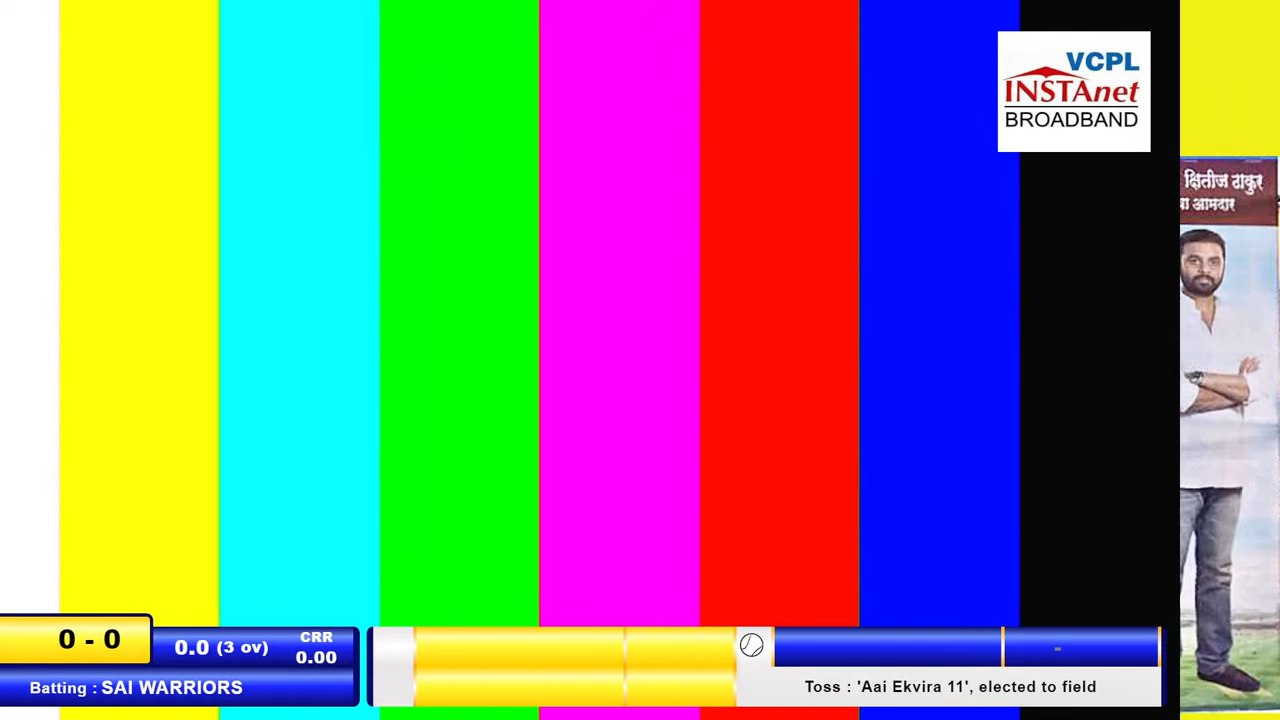 VCPL
INSTAnet
BROADBAND
क्षितीज ठाकुर
आमदार
0 - 0
0.0 (3 ov)
CRR
0.00
Batting : SAI WARRIORS
-
Toss : 'Aai Ekvira 11', elected to field